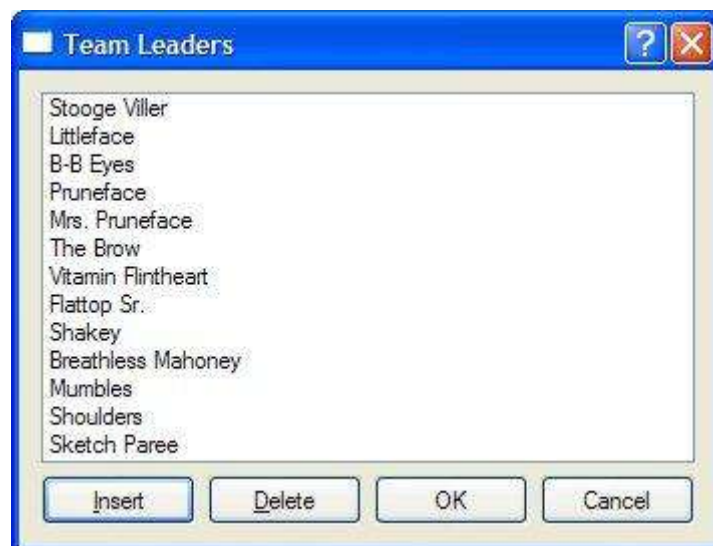 Team Leaders
?
Stooge Viller
Littleface
B-B Eyes
Pruneface
Mrs. Pruneface
The Brow
Vitamin Flintheart
Flattop Sr.
Shakey
Breathless Mahoney
Mumbles
Shoulders
Sketch Paree
Insert Delete OK Cancel